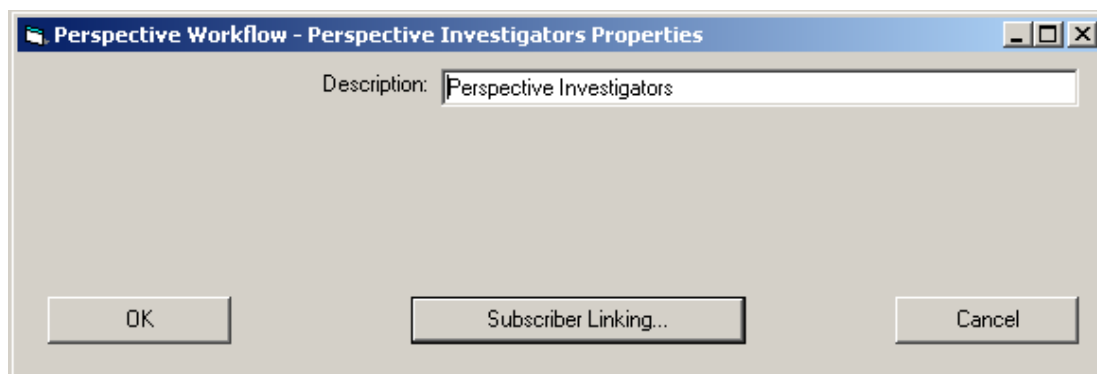 Perspective Workflow - Perspective Investigators Properties
Description: Perspective Investigators
OK Subscriber Linking... Cancel